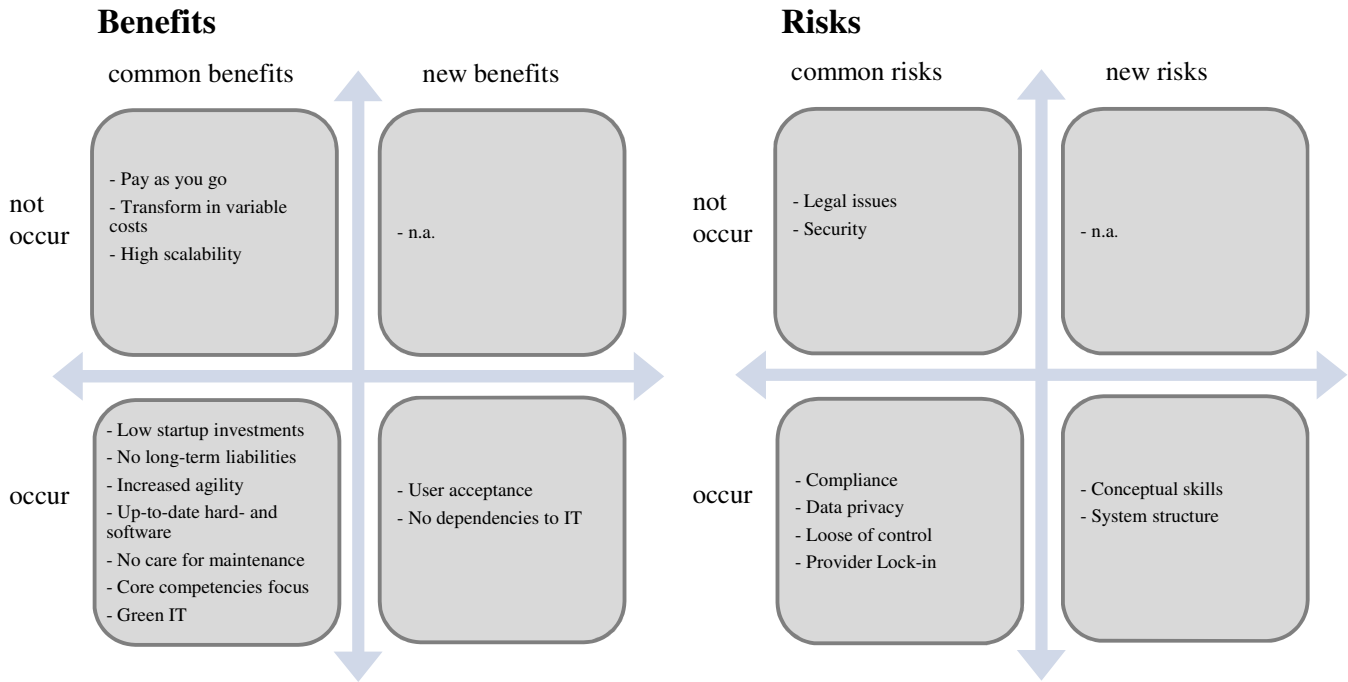 Benefits
common benefits
new benefits
not
occur
- Pay as you go
- Transform in variable
costs
- High scalability
- n.a.
occur
- Low startup investments
- No long-term liabilities
- Increased agility
- Up-to-date hard- and
software
- No care for maintenance
- Core competencies focus
- Green IT
- User acceptance
- No dependencies to IT
Risks
common risks
new risks
not
occur
- Legal issues
- Security
- n.a.
occur
- Compliance
- Data privacy
- Loose of control
- Provider Lock-in
- Conceptual skills
- System structure